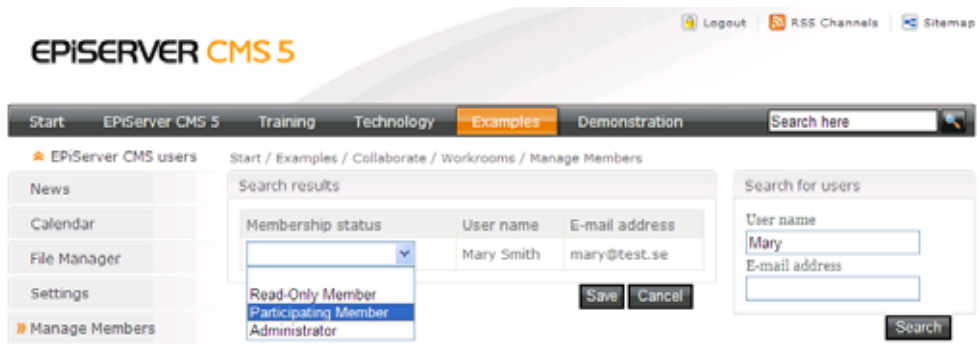 Logout RSS Channels Sitemap
EPiSERVER CMS 5
Start EPiServer CMS 5 Training Technology Examples Demonstration Search here
EPiServer CMS users
Start / Examples / Collaborate / Workrooms / Manage Members
News
Calendar
File Manager
Settings
Manage Members
Search results
Membership status User name E-mail address
Mary Smith mary@test.se
Read-Only Member
Participating Member
Administrator
Save Cancel
Search for users
User name
Mary
E-mail address
Search